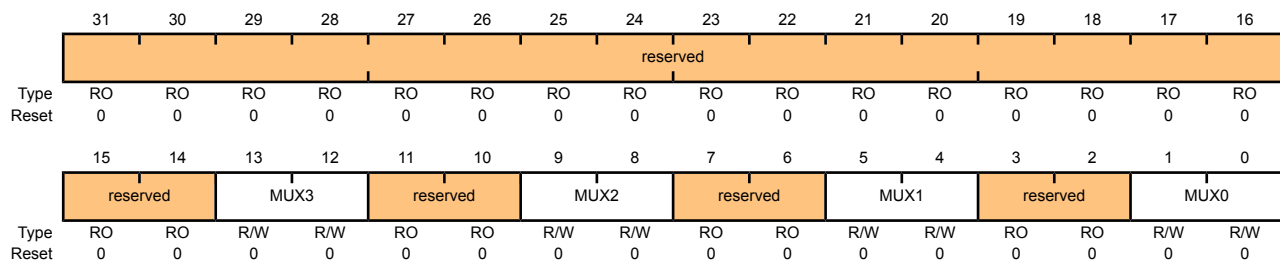 31 30 29 28 27 26 25 24 23 22 21 20 19 18 17 16
reserved
Type RO RO RO RO RO RO RO RO RO RO RO RO RO RO RO RO
Reset 0 0 0 0 0 0 0 0 0 0 0 0 0 0 0 0
15 14 13 12 11 10 9 8 7 6 5 4 3 2 1 0
reserved MUX3 reserved MUX2 reserved MUX1 reserved MUX0
Type RO RO R/W R/W RO RO R/W R/W RO RO R/W R/W RO RO R/W R/W
Reset 0 0 0 0 0 0 0 0 0 0 0 0 0 0 0 0